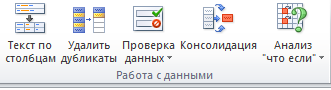 Текст по столбцам
Удалить дубликаты
Проверка данных
Консолидация
Анализ "что если"
Работа с данными